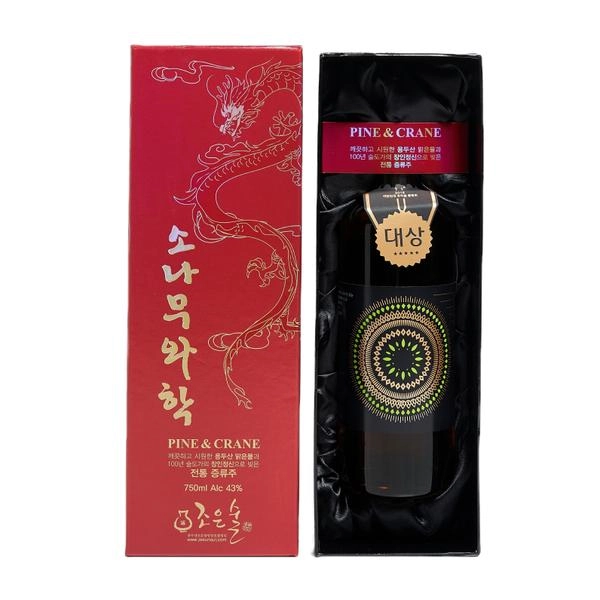 소나무와학
PINE & CRANE
깨끗하고 시원한 용두산 맑은물과
100년 술도가의 장인정신으로 빚은
전통 증류주
750ml Alc 43%
조은술
PINE & CRANE
깨끗하고 시원한 용두산 맑은물과
100년 술도가의 장인정신으로 빚은
전통 증류주
대상